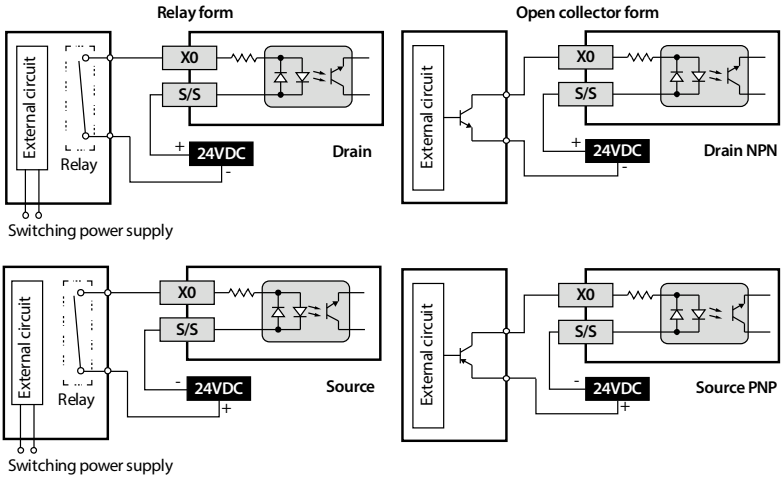 Relay form
External circuit
Relay
X0
S/S
+
24VDC
-
Drain
Switching power supply
Open collector form
External circuit
X0
S/S
+
24VDC
-
Drain NPN
External circuit
Relay
X0
S/S
-
24VDC
+
Source
Switching power supply
External circuit
X0
S/S
-
24VDC
+
Source PNP